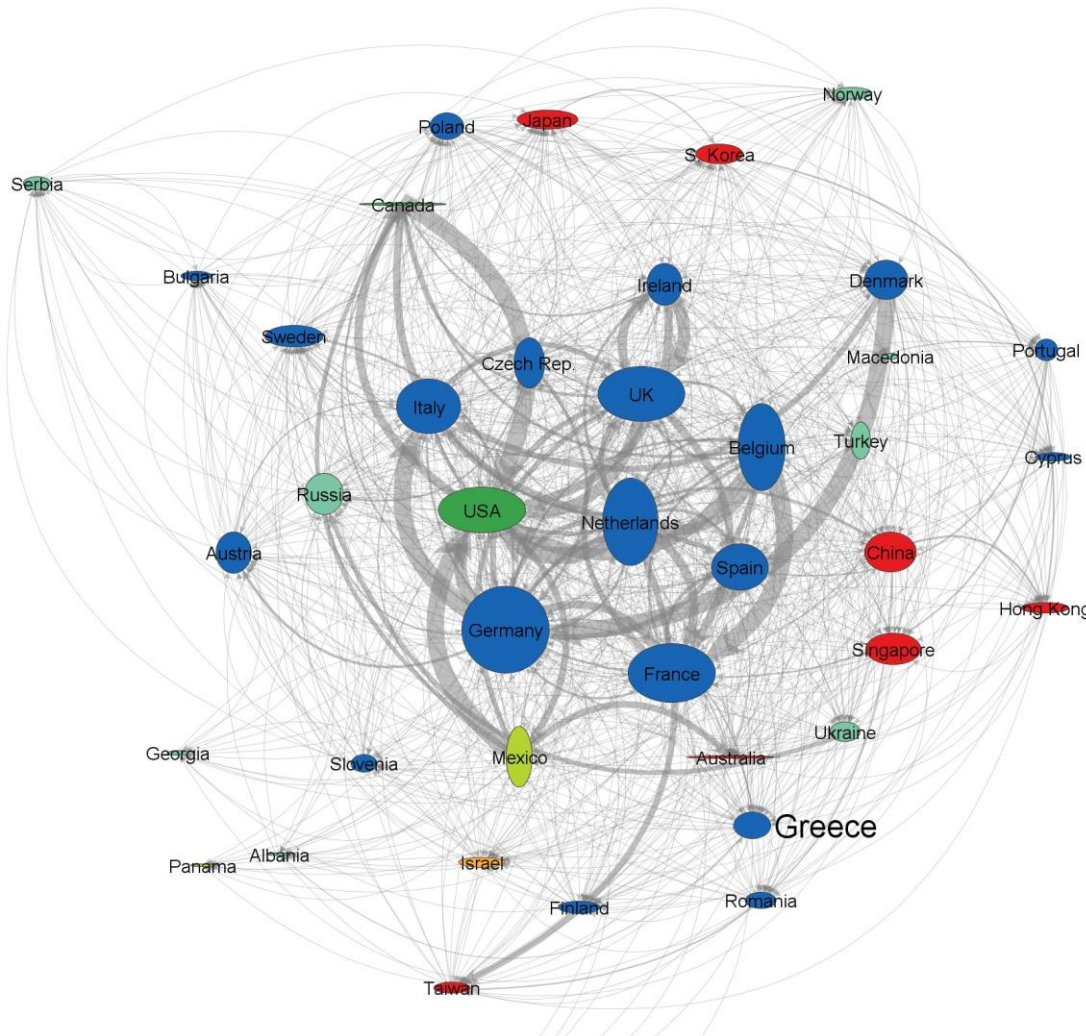 Norway
Poland
Japan
S. Korea
Serbia
Canada
Bulgaria
Ireland
Denmark
Sweden
Czech Rep.
Macedonia
Portugal
Italy
UK
Belgium
Turkey
Cyprus
Russia
USA
Netherlands
Austria
China
Spain
Hong Kong
Germany
Singapore
France
Georgia
Slovenia
Mexico
Australia
Ukraine
Greece
Panama
Albania
Israel
Finland
Romania
Taiwan